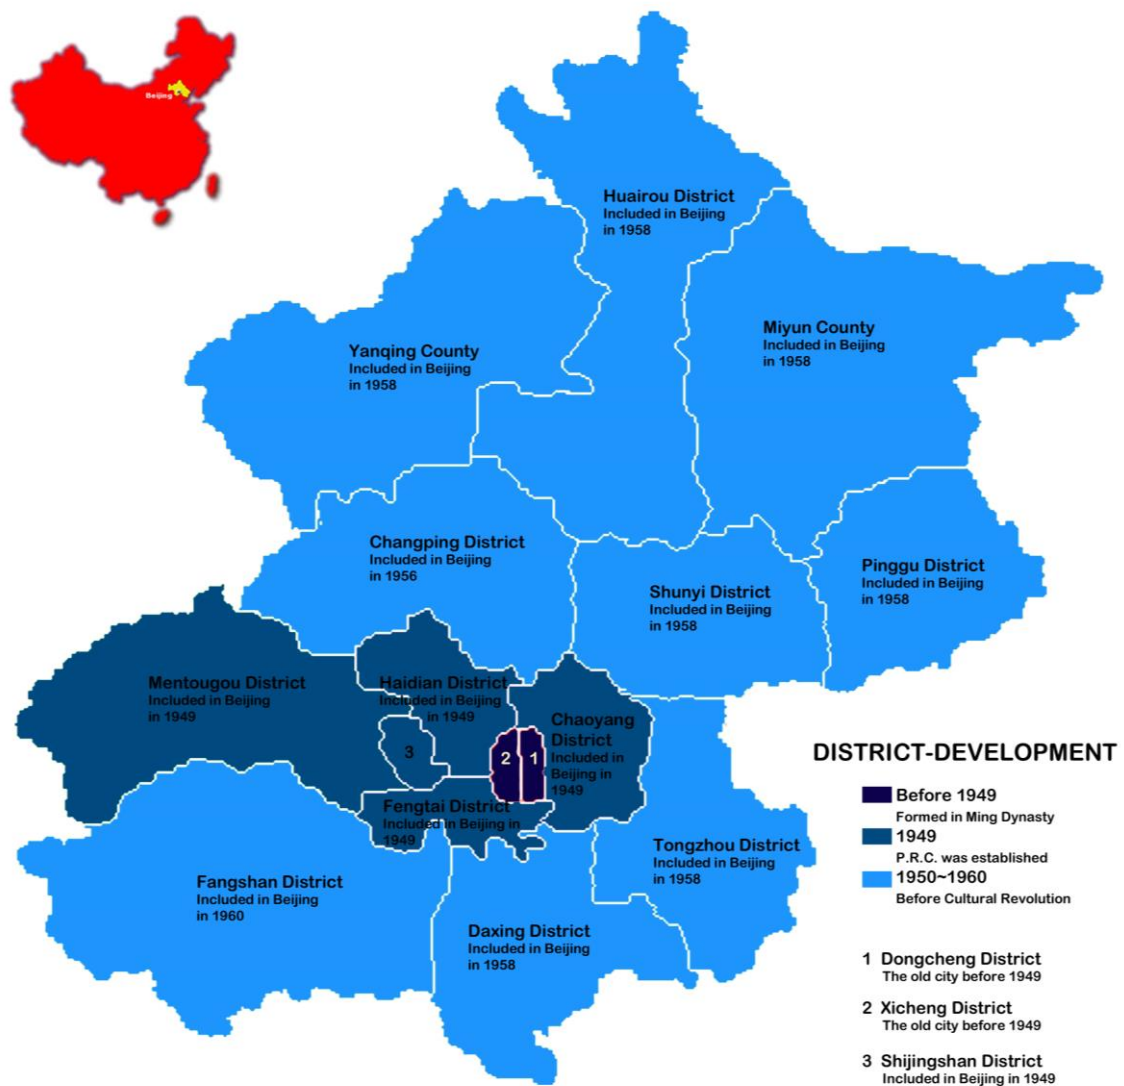 Beijing
Huairou District
Included in Beijing
in 1958
Miyun County
Included in Beijing
in 1958
Yanqing County
Included in Beijing
in 1958
Changping District
Included in Beijing
in 1956
Shunyi District
Included in Beijing
in 1958
Pinggu District
Included in Beijing
in 1958
Mentougou District
Included in Beijing
in 1949
Haidian District
Included in Beijing
in 1949
Chaoyang
District
Included in
Beijing in
1949
3
2
1
Fengtai District
Included in Beijing in
1949
Tongzhou District
Included in Beijing
in 1958
Fangshan District
Included in Beijing
in 1960
Daxing District
Included in Beijing
in 1958
DISTRICT-DEVELOPMENT
Before 1949
Formed in Ming Dynasty
1949
P.R.C. was established
1950~1960
Before Cultural Revolution
1 Dongcheng District
The old city before 1949
2 Xicheng District
The old city before 1949
3 Shijingshan District
Included in Beijing in 1949